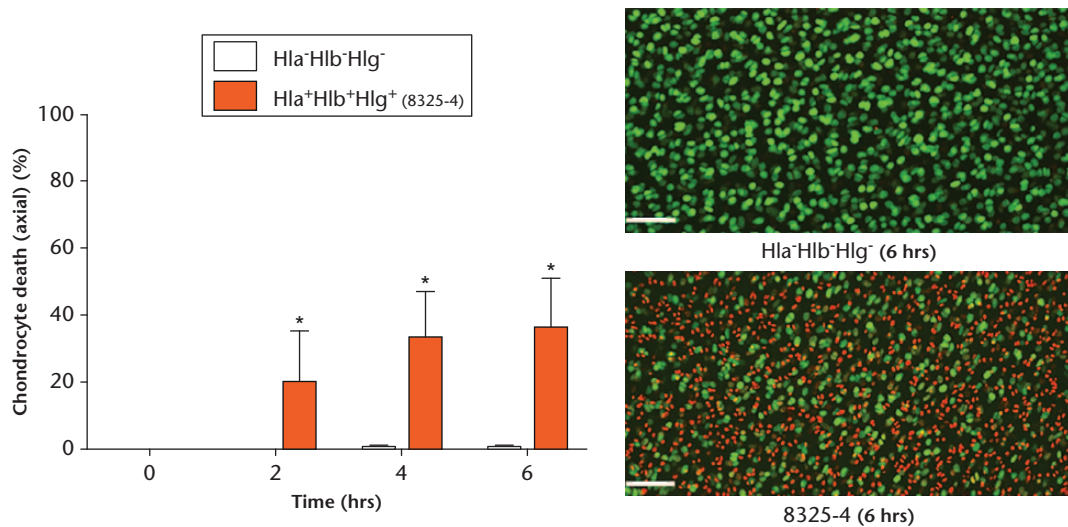 Hla⁻Hlb⁻Hlg⁻
Hla⁺Hlb⁺Hlg⁺ (8325-4)
Chondrocyte death (axial) (%)
100
80
60
40
20
0
* * *
0 2 4 6
Time (hrs)
Hla⁻Hlb⁻Hlg⁻ (6 hrs)
8325-4 (6 hrs)